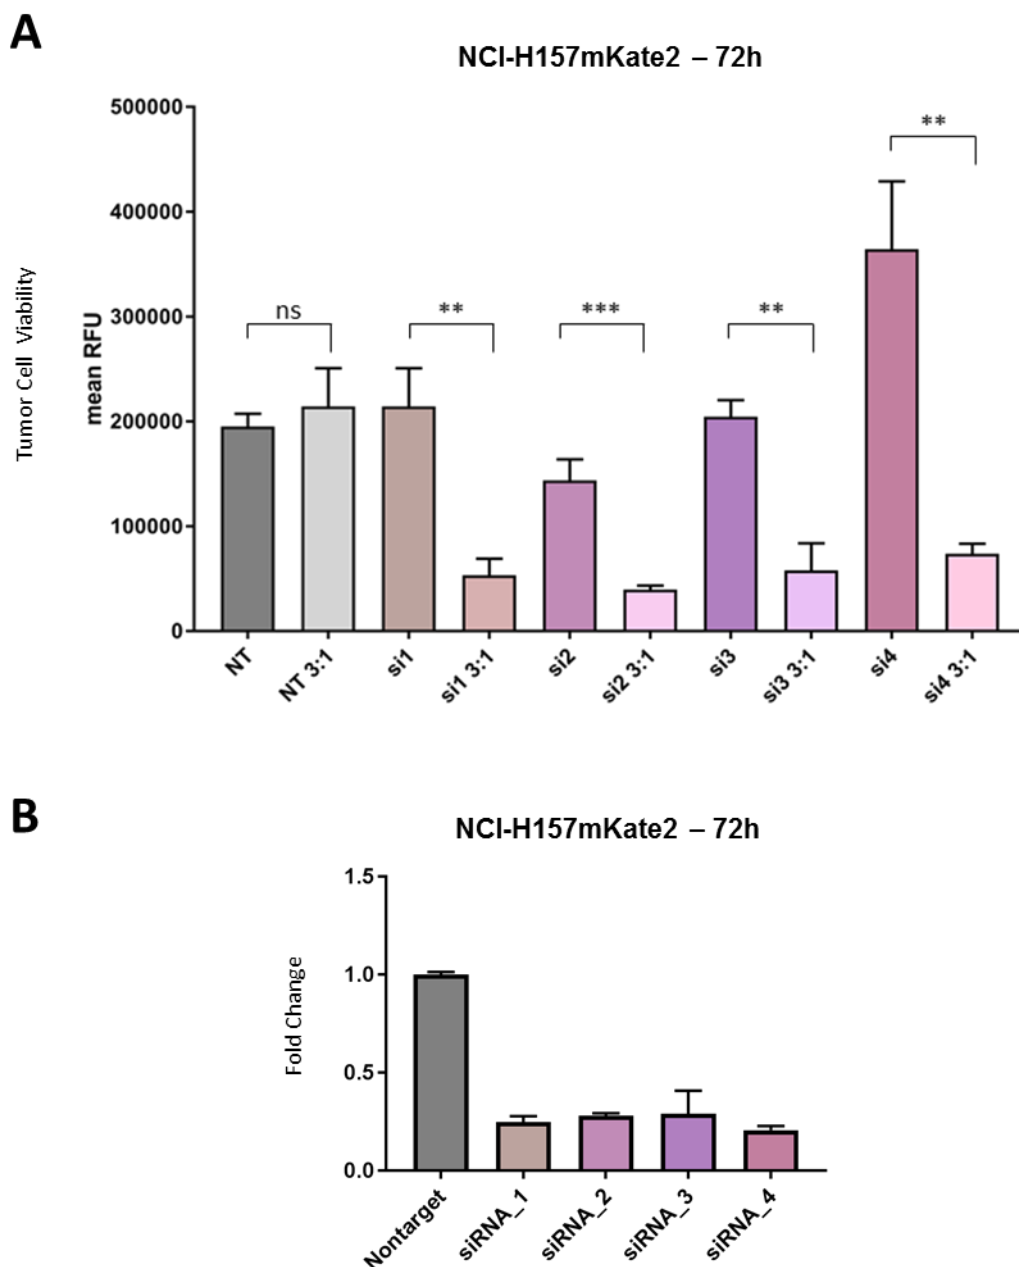 A
NCI-H157mKate2 – 72h
Tumor Cell Viability
mean RFU
500000
400000
300000
200000
100000
0
ns
**
***
**
**
NT
NT 3:1
si1
si1 3:1
si2
si2 3:1
si3
si3 3:1
si4
si4 3:1
B
NCI-H157mKate2 – 72h
Fold Change
1.5
1.0
0.5
0.0
Nontarget
siRNA_1
siRNA_2
siRNA_3
siRNA_4